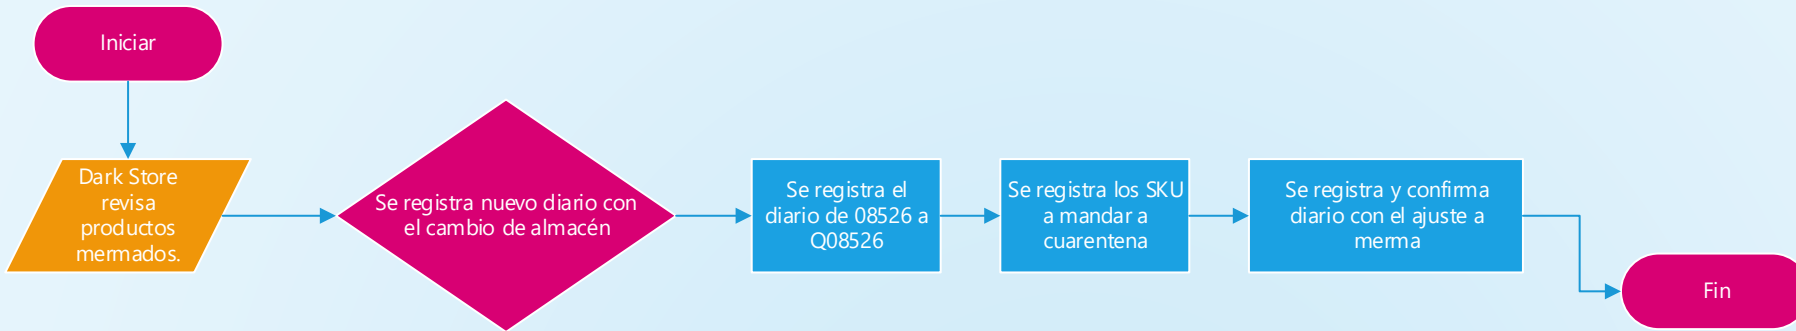 Iniciar
Dark Store
revisa
productos
mermados.
Se registra nuevo diario con
el cambio de almacén
Se registra el
diario de 08526 a
Q08526
Se registra los SKU
a mandar a
cuarentena
Se registra y confirma
diario con el ajuste a
merma
Fin